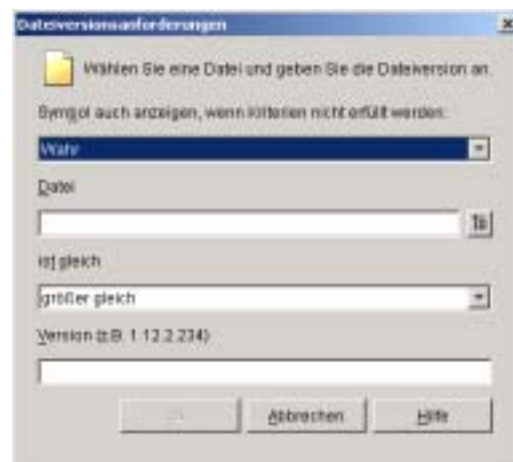 Dateiversionsanforderungen
Wählen Sie eine Datei und geben Sie die Dateiversion an.
Symbol auch anzeigen, wenn Kriterien nicht erfüllt werden:
Wahr
Datei
ist gleich
größer gleich
Version (z.B. 1.12.2.234)
Abbrechen Hilfe